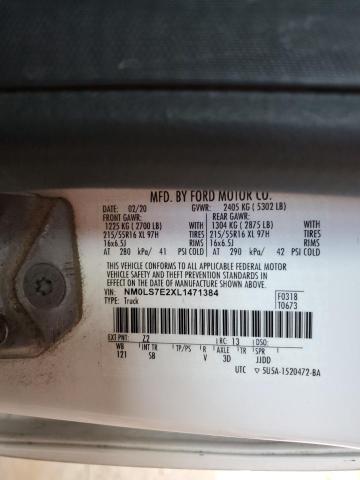 MFD. BY FORD MOTOR CO.
02/20 GVWR: 2405 KG ( 5302 LB)
FRONT GAWR: REAR GAWR:
1225 KG (2700 LB) 1304 KG (2875 LB)
215/55R16 XL 97H TIRES 215/55R16 XL 97H TIRES
16x6.5J RIMS 16x6.5J RIMS
AT 280 kPa/ 41 PSI COLD AT 290 kPa/ 42 PSI COLD
THIS VEHICLE CONFORMS TO ALL APPLICABLE FEDERAL MOTOR
VEHICLE SAFETY AND THEFT PREVENTION STANDARDS
IN EFFECT ON THE DATE OF MANUFACTURE SHOWN ABOVE.
VIN: NM0LS7E2XL1471384 F0318
TYPE: Truck T0673
EXT PNT: Z2 RC: 13 DSO:
WB INT TR TP/PS R AXLE TR SPR
121 SB V 3D JJDD
UTC 5U5A-1520472-BA